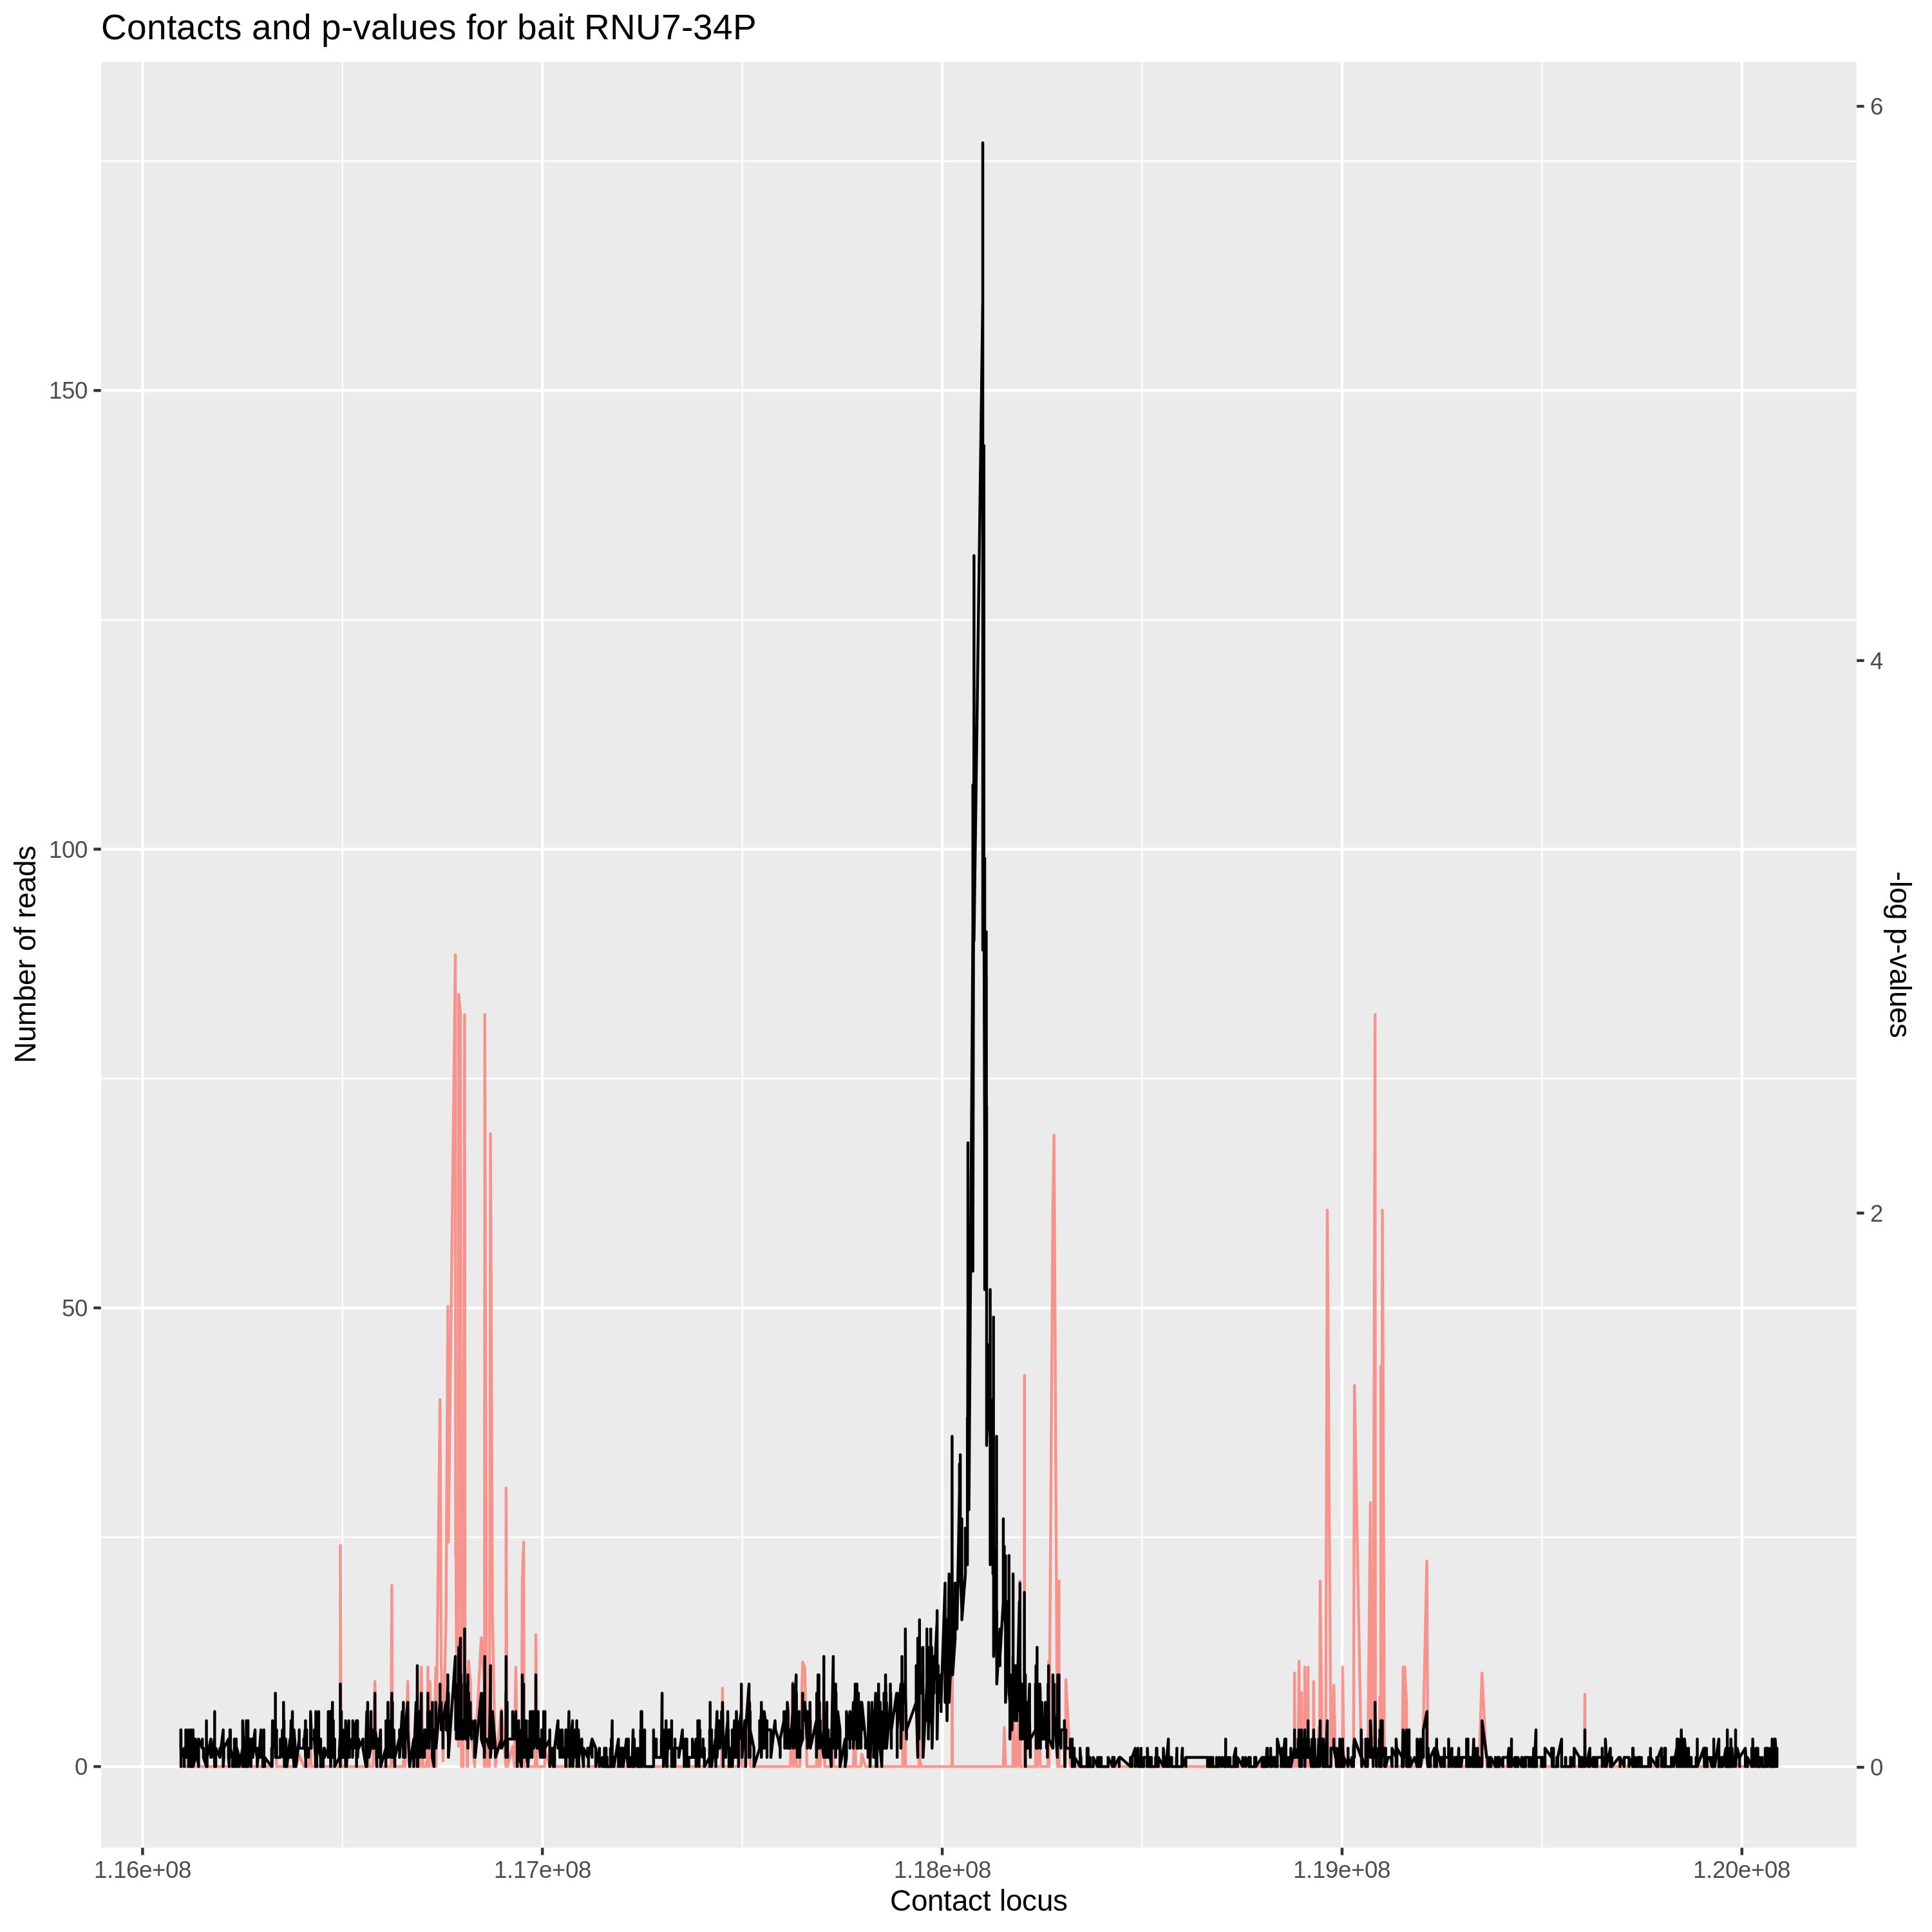 Contacts and p-values for bait RNU7-34P
Number of reads
150
100
50
0
6
4
2
0
-log p-values
1.16e+08
1.17e+08
1.18e+08
1.19e+08
1.20e+08
Contact locus